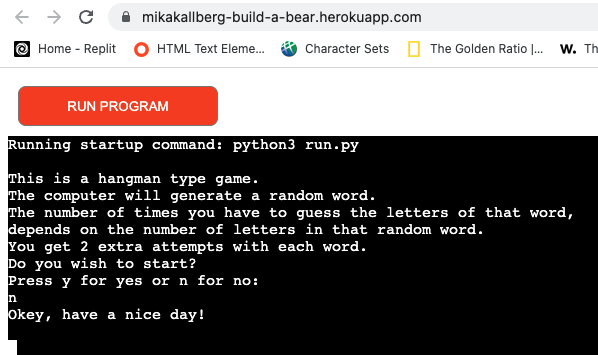 mikakallberg-build-a-bear.herokuapp.com
Home - Replit HTML Text Eleme... Character Sets The Golden Ratio |... W. Th
RUN PROGRAM
Running startup command: python3 run.py
This is a hangman type game.
The computer will generate a random word.
The number of times you have to guess the letters of that word,
depends on the number of letters in that random word.
You get 2 extra attempts with each word.
Do you wish to start?
Press y for yes or n for no:
n
Okey, have a nice day!